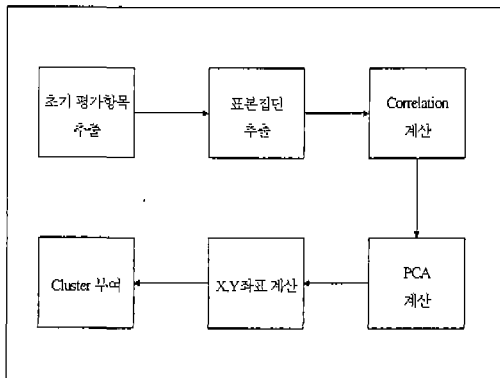 초기 평가항목
추출
표본집단
추출
Correlation
계산
PCA
계산
X,Y좌표 계산
Cluster 부여